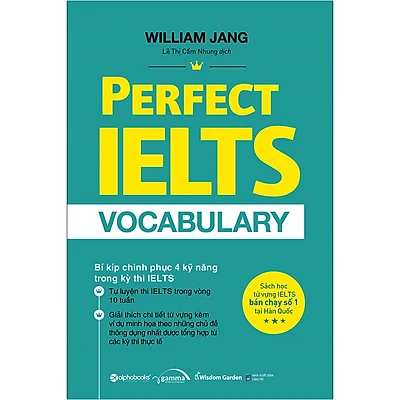 WILLIAM JANG
Lê Thị Cẩm Nhung dịch
PERFECT
IELTS
VOCABULARY
Bí kíp chinh phục 4 kỹ năng
trong kỳ thi IELTS
Tự luyện thi IELTS trong vòng
10 tuần
Giải thích chi tiết từ vựng kèm
ví dụ minh họa theo những chủ đề
thông dụng nhất được tổng hợp từ
các kỳ thi thực tế
Sách học
từ vựng IELTS
bán chạy số 1
tại Hàn Quốc
alphabooks
gamma
Wisdom Garden